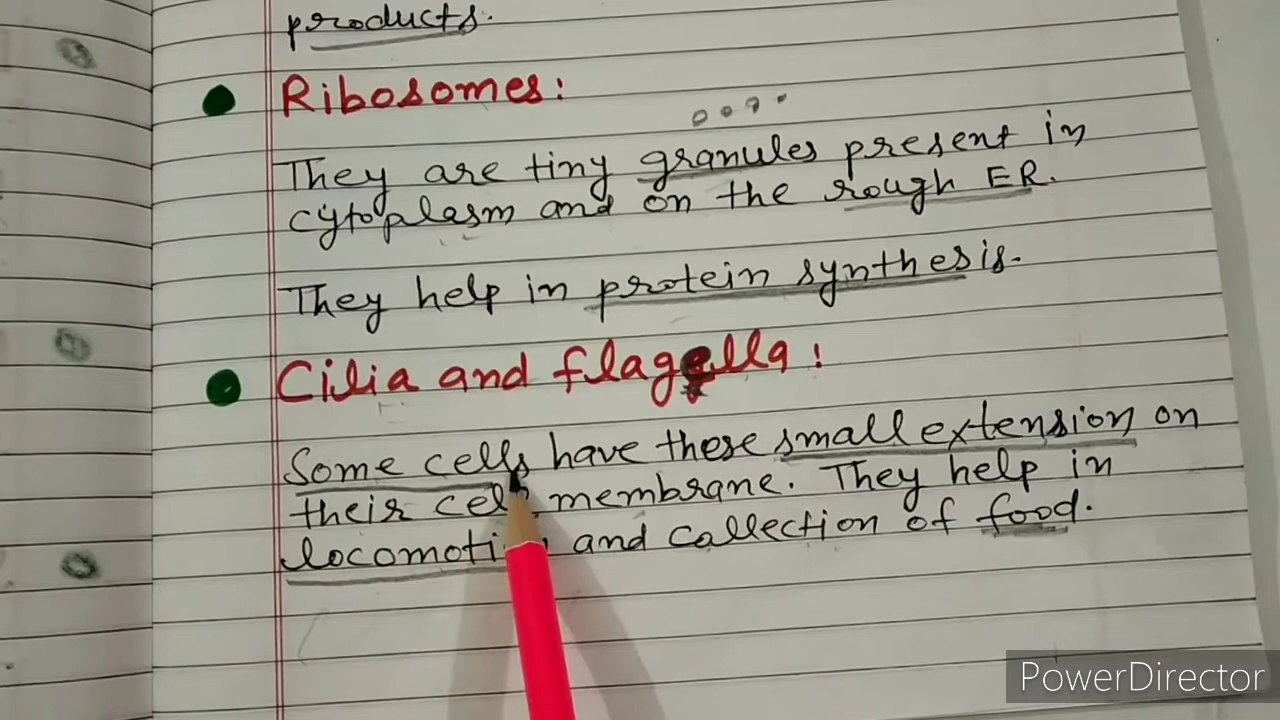 products.
Ribosomes:
They are tiny granules present in
cytoplasm and on the rough ER.
They help in protein synthesis.
Cilia and flagella:
Some cells have these small extension on
their cell membrane. They help in
locomotion and collection of food.
PowerDirector